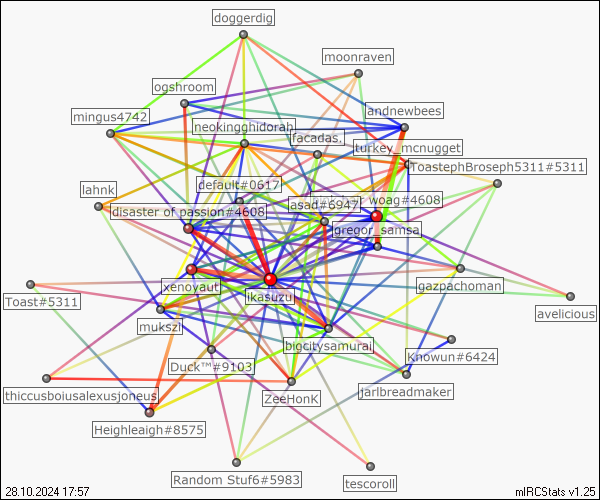 doggerdig
moonraven
ogshroom
andnewbees
mingus4742
neokingghidorah
facadas.
turkey_mcnugget
ToastephBroseph5311#5311
lahnk
default#0617
woag#4608
asad#6947
disaster of passion#4608
gregor_samsa
xenoyaut
ikasuzu
gazpachoman
Toast#5311
avelicious
mukszi
bigcitysamurai
Duck™#9103
Knowun#6424
thiccusboiusalexusjoneus
ZeeHonK
jarlbreadmaker
Heighleaigh#8575
Random Stuf6#5983
tescoroll
28.10.2024 17:57
mIRCStats v1.25